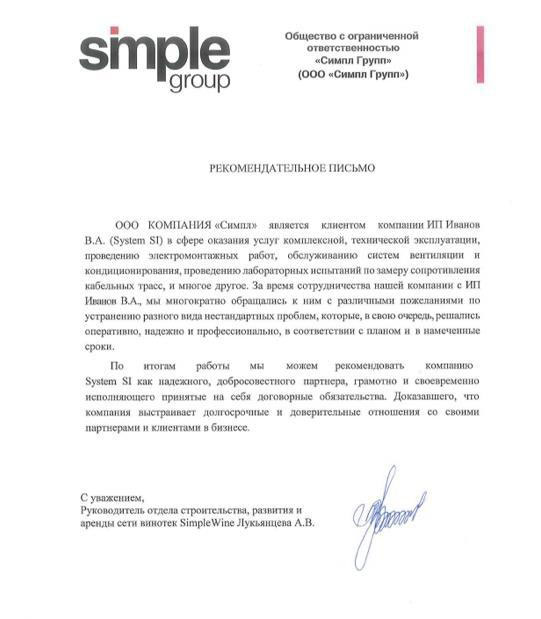 simple
group
Общество с ограниченной
ответственностью
«Симпл Групп»
(ООО «Симпл Групп»)
РЕКОМЕНДАТЕЛЬНОЕ ПИСЬМО
ООО КОМПАНИЯ «Симпл» является клиентом компании ИП Иванов
В.А. (System SI) в сфере оказания услуг комплексной, технической эксплуатации,
проведению электромонтажных работ, обслуживанию систем вентиляции и
кондиционирования, проведению лабораторных испытаний по замеру сопротивления
кабельных трасс, и многое другое. За время сотрудничества нашей компании с ИП
Иванов В.А., мы многократно обращались к ним с различными пожеланиями по
устранению разного вида нестандартных проблем, которые, в свою очередь, решались
оперативно, надежно и профессионально, в соответствии с планом и в намеченные
сроки.
По итогам работы мы можем рекомендовать компанию
System SI как надежного, добросовестного партнера, грамотно и своевременно
исполняющего принятые на себя договорные обязательства. Доказавшего, что
компания выстраивает долгосрочные и доверительные отношения со своими
партнерами и клиентами в бизнесе.
С уважением,
Руководитель отдела строительства, развития и
аренды сети винотек SimpleWine Лукьянцева А.В.